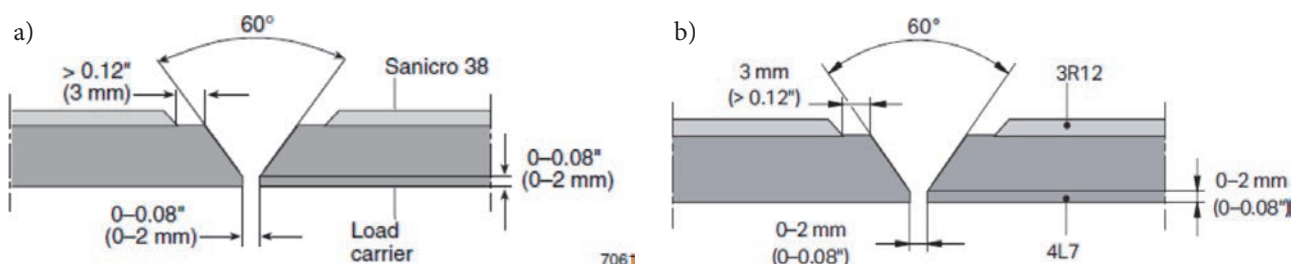 a)
60°
> 0.12"
(3 mm)
Sanicro 38
0–0.08"
(0–2 mm)
0–0.08"
(0–2 mm)
Load
carrier
7061
b)
60°
3 mm
(> 0.12")
3R12
0–2 mm
(0–0.08")
0–2 mm
(0–0.08")
4L7